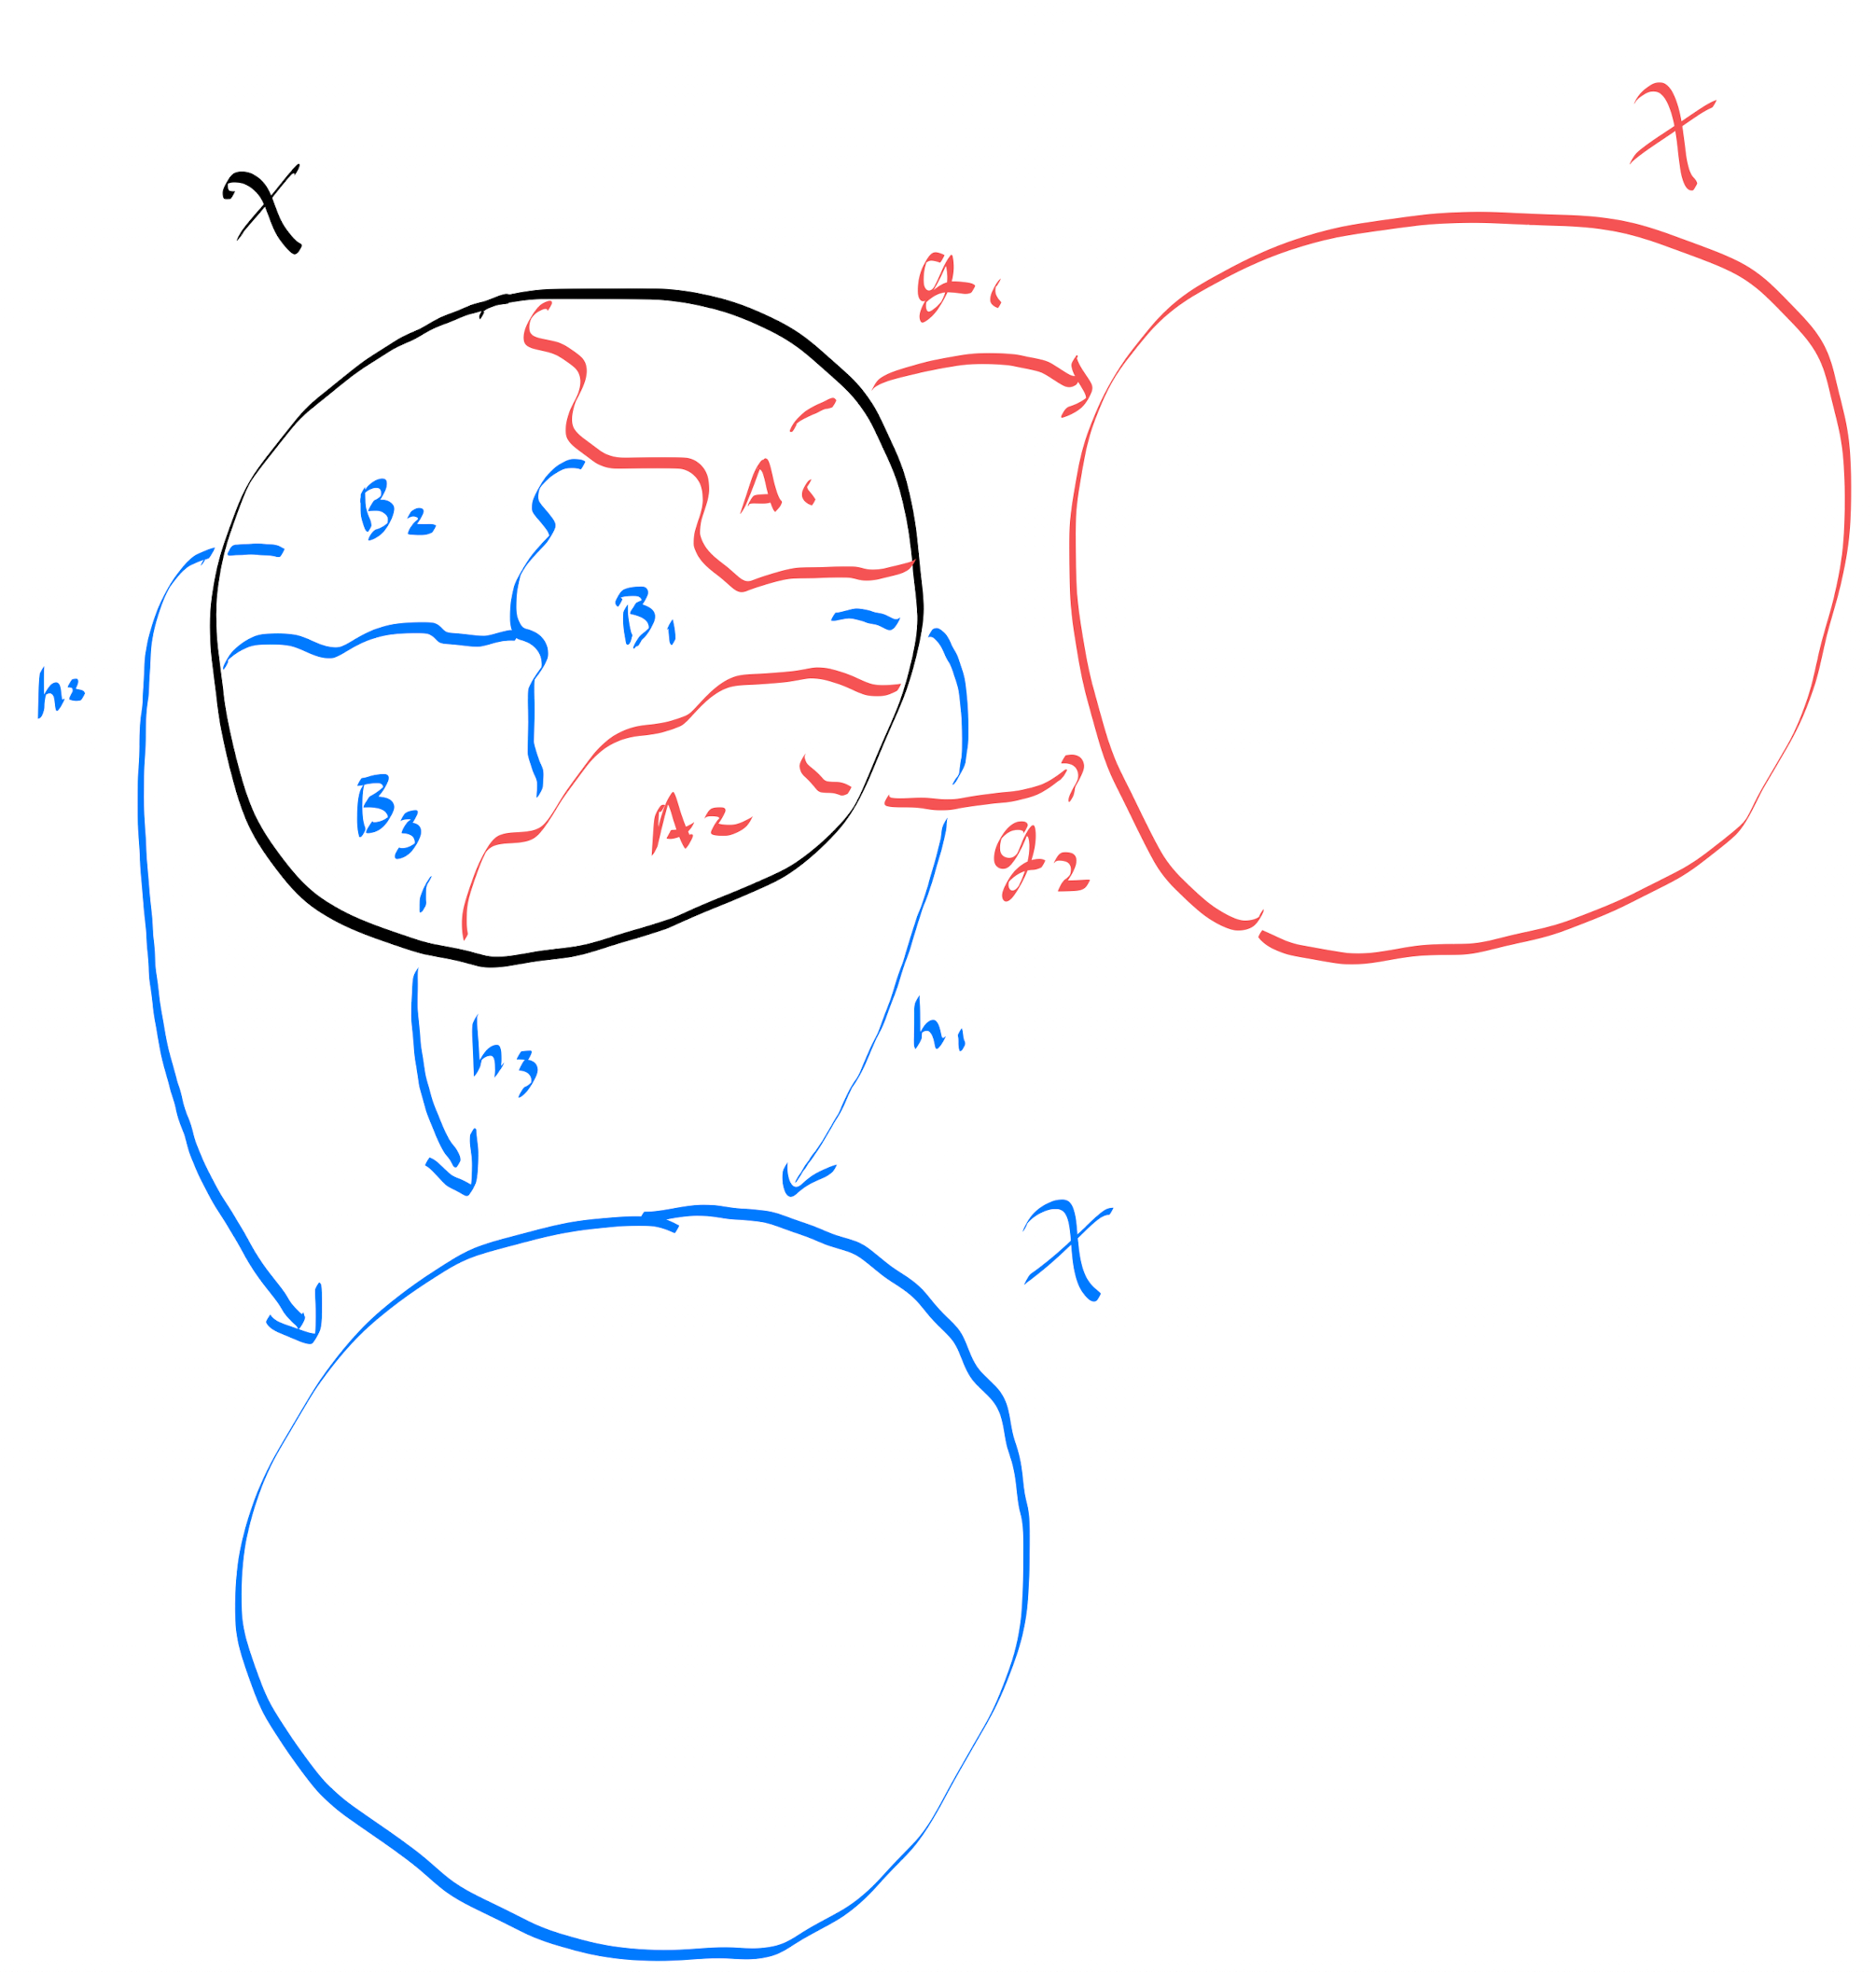 X
X
g₁
A₁
B₂
B₁
h₂
B₃
A₂
g₂
h₃
h₁
X